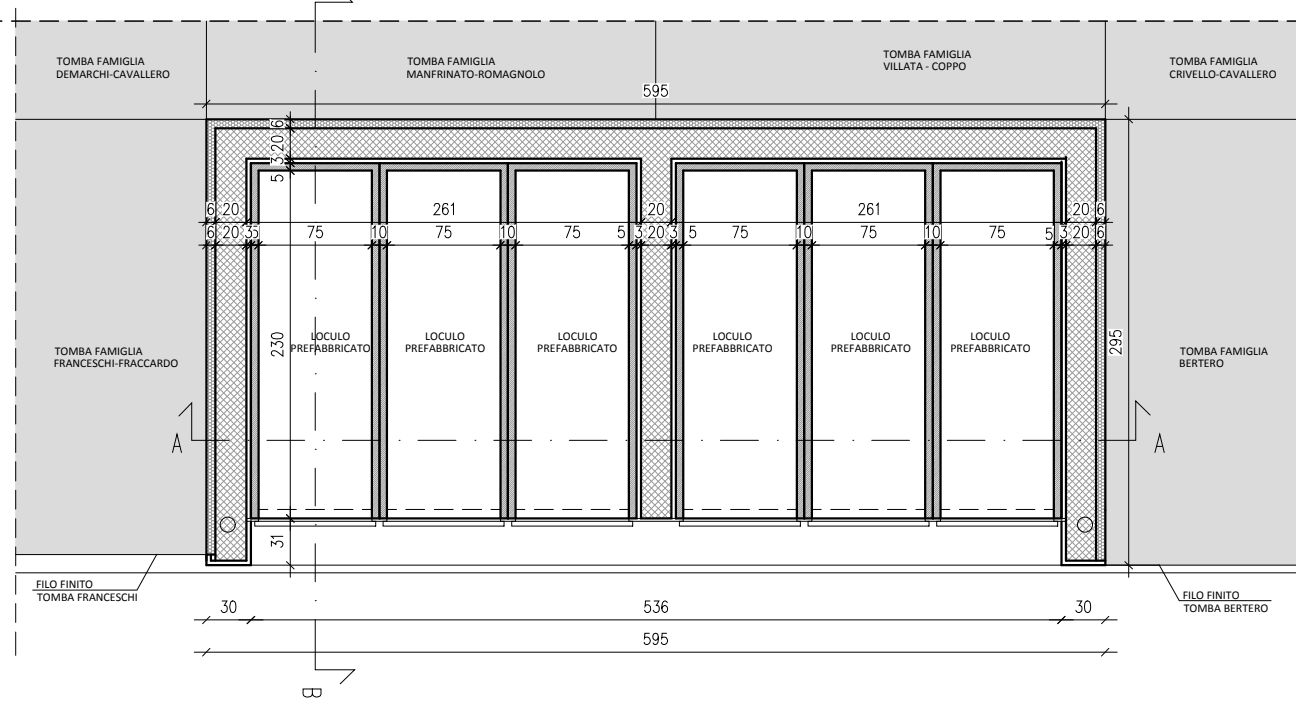 TOMBA FAMIGLIA
DEMARCHI-CAVALLERO
TOMBA FAMIGLIA
MANFRINATO-ROMAGNOLO
TOMBA FAMIGLIA
VILLATA - COPPO
TOMBA FAMIGLIA
CRIVELLO-CAVALLERO
595
6
20
3
5
6 20 261 20 261 20 6
6 20 3 5 75 10 75 10 75 5 3 20 3 5 75 10 75 10 75 5 3 20 6
230
LOCULO
PREFABBRICATO
LOCULO
PREFABBRICATO
LOCULO
PREFABBRICATO
LOCULO
PREFABBRICATO
LOCULO
PREFABBRICATO
LOCULO
PREFABBRICATO
295
TOMBA FAMIGLIA
FRANCESCHI-FRACCARDO
TOMBA FAMIGLIA
BERTERO
A
A
31
FILO FINITO
TOMBA FRANCESCHI
FILO FINITO
TOMBA BERTERO
30 536 30
595
B